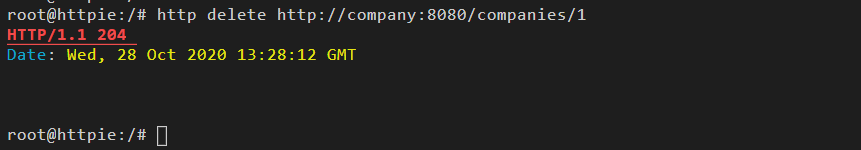 root@httpie:/# http delete http://company:8080/companies/1
HTTP/1.1 204
Date: Wed, 28 Oct 2020 13:28:12 GMT
root@httpie:/#